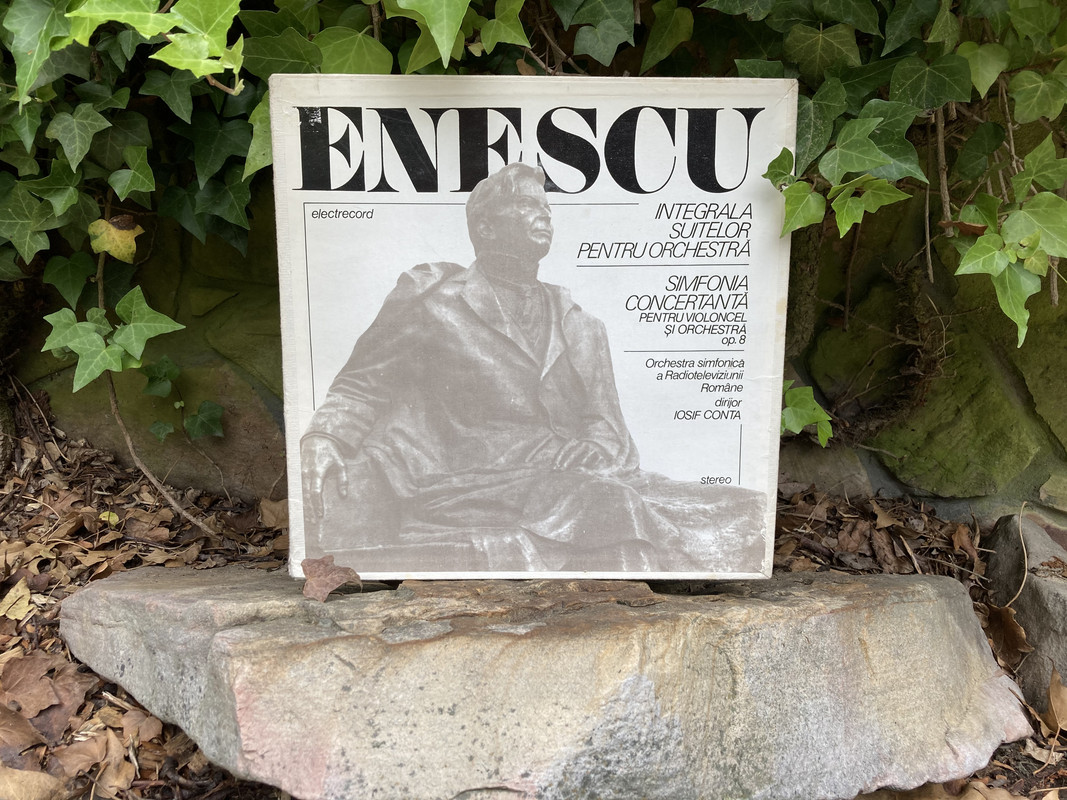 ENESCU
electrecord
INTEGRALA
SUITELOR
PENTRU ORCHESTRĂ
SIMFONIA
CONCERTANTĂ
PENTRU VIOLONCEL
ȘI ORCHESTRĂ
op. 8
Orchestra simfonică
a Radioteleviziunii
Române
dirijor
IOSIF CONTA
stereo